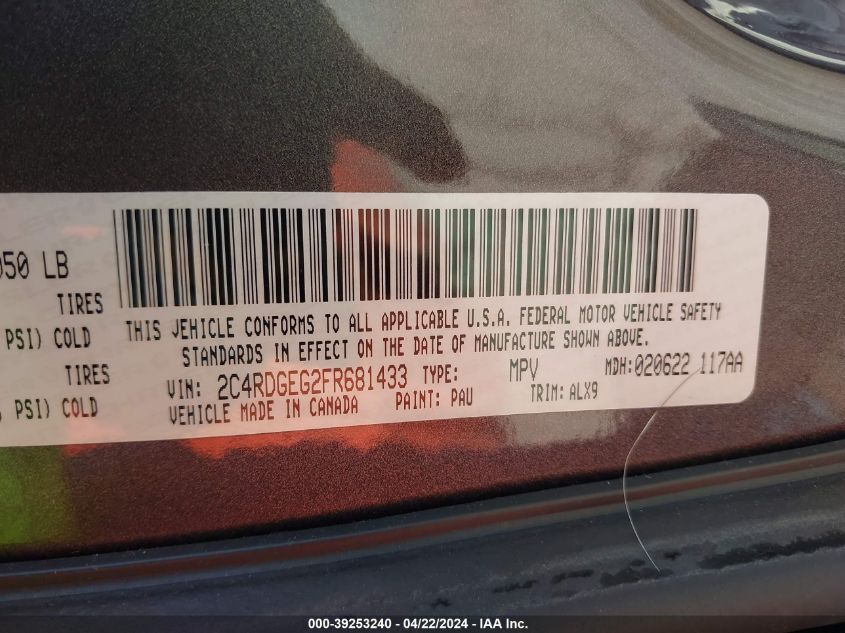 050 LB
TIRES
PSI) COLD
TIRES
PSI) COLD
THIS VEHICLE CONFORMS TO ALL APPLICABLE U.S.A. FEDERAL MOTOR VEHICLE SAFETY
STANDARDS IN EFFECT ON THE DATE OF MANUFACTURE SHOWN ABOVE.
VIN: 2C4RDGEG2FR681433 TYPE: MPV MDH:020622 117AA
VEHICLE MADE IN CANADA PAINT: PAU TRIM: ALX9
000-39253240 - 04/22/2024 - IAA Inc.